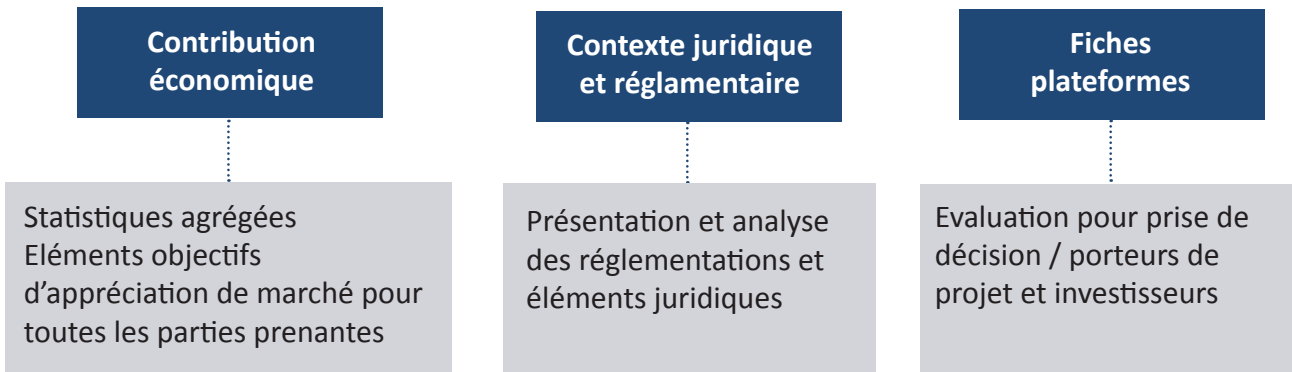 Contribution
économique
Statistiques agrégées
Eléments objectifs
d'appréciation de marché pour
toutes les parties prenantes
Contexte juridique
et réglamentaire
Présentation et analyse
des réglementations et
éléments juridiques
Fiches
plateformes
Evaluation pour prise de
décision / porteurs de
projet et investisseurs